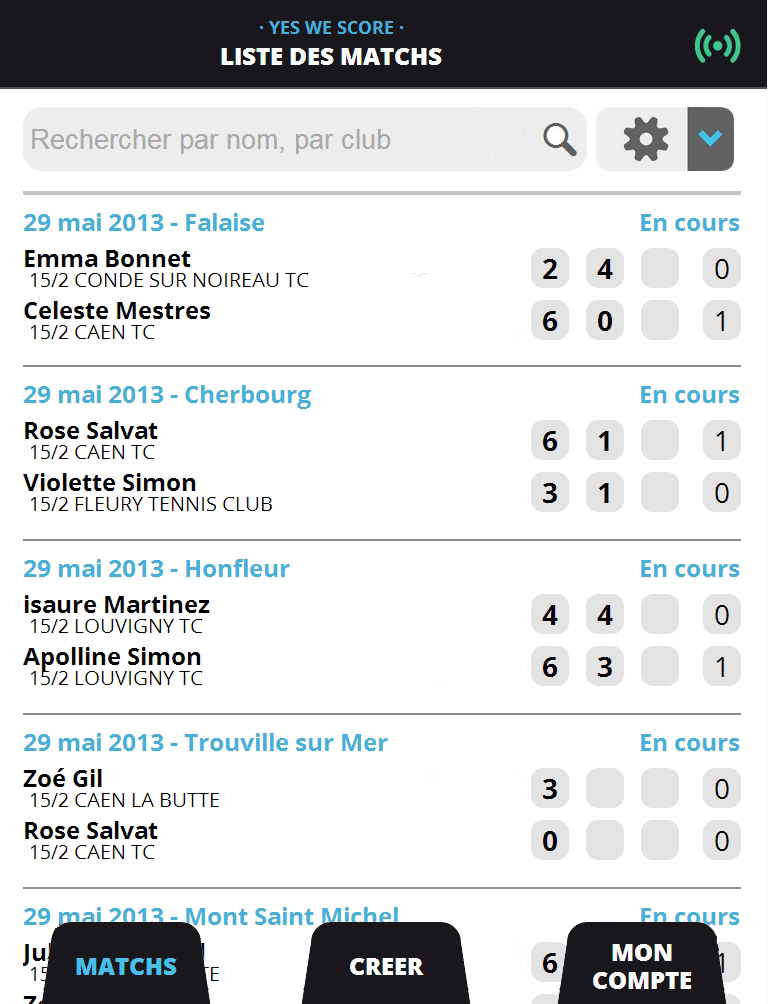 · YES WE SCORE ·
LISTE DES MATCHS
Rechercher par nom, par club
29 mai 2013 - Falaise En cours
Emma Bonnet 2 4 0
15/2 CONDE SUR NOIREAU TC
Celeste Mestres 6 0 1
15/2 CAEN TC
29 mai 2013 - Cherbourg En cours
Rose Salvat 6 1 1
15/2 CAEN TC
Violette Simon 3 1 0
15/2 FLEURY TENNIS CLUB
29 mai 2013 - Honfleur En cours
isaure Martinez 4 4 0
15/2 LOUVIGNY TC
Apolline Simon 6 3 1
15/2 LOUVIGNY TC
29 mai 2013 - Trouville sur Mer En cours
Zoé Gil 3 0
15/2 CAEN LA BUTTE
Rose Salvat 0 0
15/2 CAEN TC
29 mai 2013 - Mont Saint Michel En cours
6 1
MATCHS CREER MON COMPTE